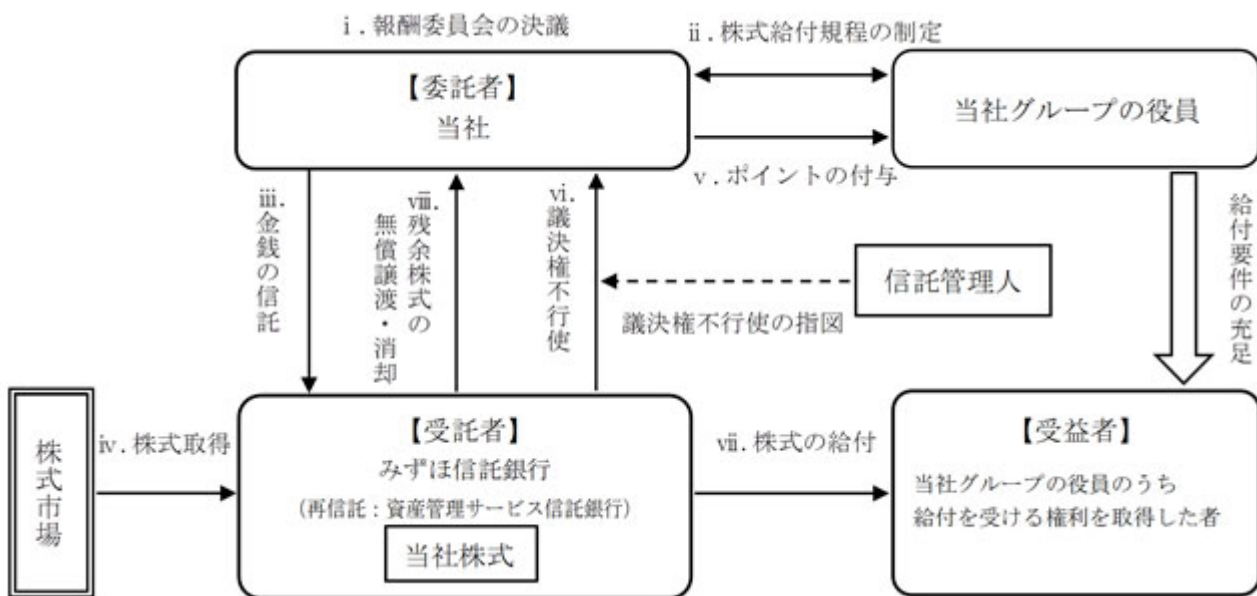 ⅰ.報酬委員会の決議
ⅱ.株式給付規程の制定
【委託者】
当社
当社グループの役員
ⅴ.ポイントの付与
ⅲ.金銭の信託
ⅷ.残余株式の
無償譲渡・消却
ⅵ.議決権不行使
信託管理人
議決権不行使の指図
給付要件の充足
株式市場
ⅳ.株式取得
【受託者】
みずほ信託銀行
(再信託:資産管理サービス信託銀行)
当社株式
ⅶ.株式の給付
【受益者】
当社グループの役員のうち
給付を受ける権利を取得した者